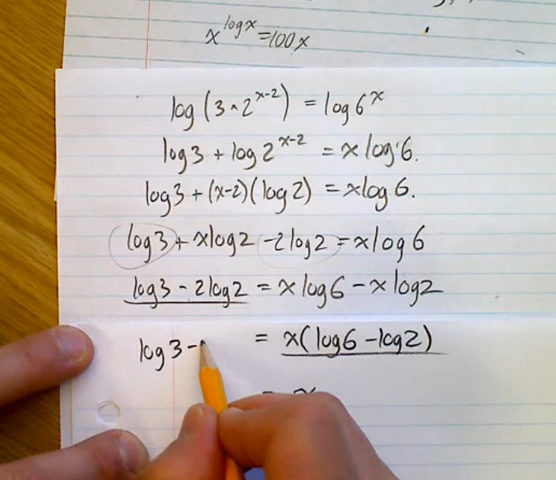 x^{log x} = 100x
log(3·2^{x-2}) = log 6^x
log 3 + log 2^{x-2} = x log 6.
log 3 + (x-2)(log 2) = x log 6.
log 3 + x log 2 - 2 log 2 = x log 6
log 3 - 2 log 2 = x log 6 - x log 2
log 3 - = x(log 6 - log 2)